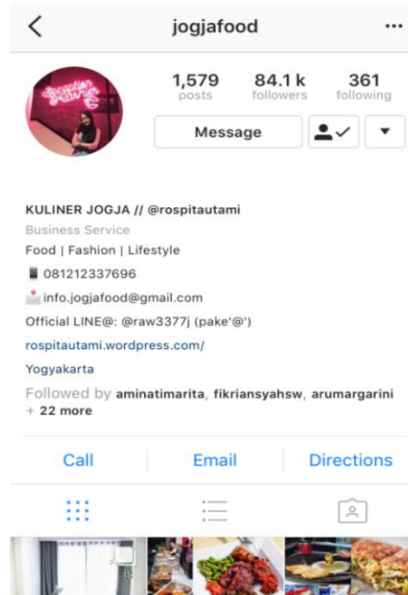 jogjafood
1,579 84.1 k 361
posts followers following
Message
KULINER JOGJA // @rospitautami
Business Service
Food | Fashion | Lifestyle
081212337696
info.jogjafood@gmail.com
Official LINE@: @raw3377j (pake'@')
rospitautami.wordpress.com/
Yogyakarta
Followed by aminatimarita, fikriansyahsw, arumargarini
+ 22 more
Call Email Directions